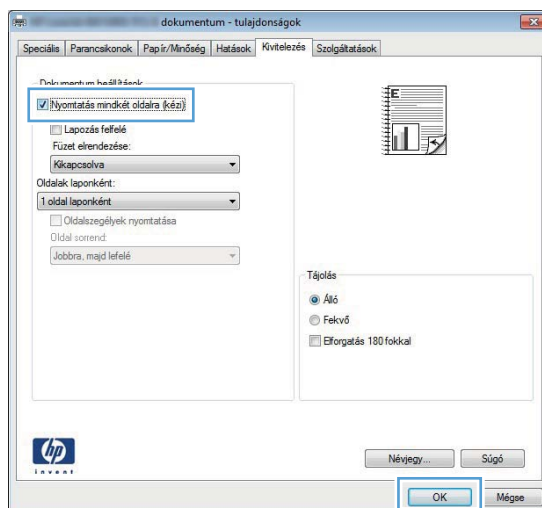 dokumentum - tulajdonságok
Speciális Parancsikonok Papír/Minőség Hatások Kivitelezés Szolgáltatások
Dokumentum beállítások
Nyomtatás mindkét oldalra (kézi)
Lapozás felfelé
Füzet elrendezése:
Kikapcsolva
Oldalak laponként:
1 oldal laponként
Oldalszegélyek nyomtatása
Oldal sorrend:
Jobbra, majd lefelé
E
Tájolás
Álló
Fekvő
Elforgatás 180 fokkal
hp
invent
Névjegy... Súgó
OK Mégse